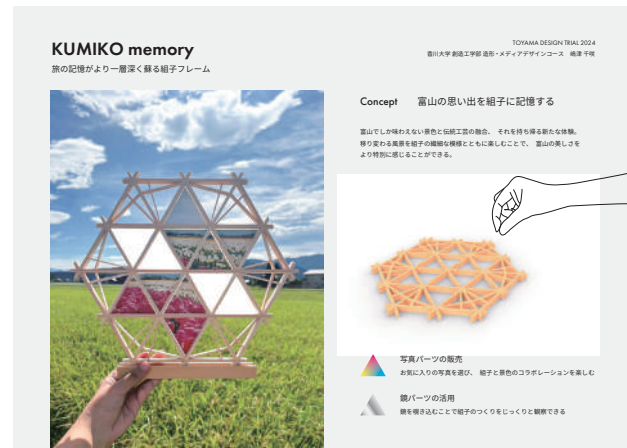 KUMIKO memory
旅の記憶がより一層深く蘇る組子フレーム
TOYAMA DESIGN TRIAL 2024
香川大学 創造工学部 造形・メディアデザインコース 嶋津 千咲
Concept 富山の思い出を組子に記憶する
富山でしか味わえない景色と伝統工芸の融合、 それを持ち帰る新たな体験。
移り変わる風景を組子の繊細な模様とともに楽しむことで、 富山の美しさを
より特別に感じることができる。
写真パーツの販売
お気に入りの写真を選び、 組子と景色のコラボレーションを楽しむ
鏡パーツの活用
鏡を覗き込むことで組子のつくりをじっくりと観察できる